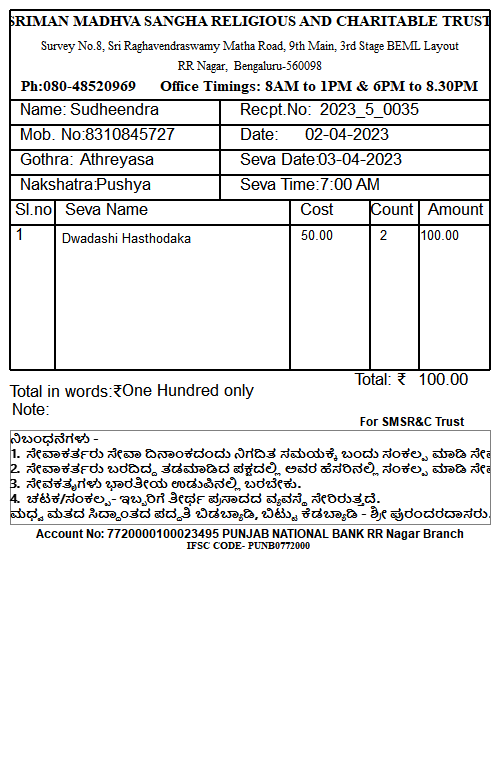 SRIMAN MADHVA SANGHA RELIGIOUS AND CHARITABLE TRUST
Survey No.8, Sri Raghavendraswamy Matha Road, 9th Main, 3rd Stage BEML Layout
RR Nagar, Bengaluru-560098
Ph:080-48520969 Office Timings: 8AM to 1PM & 6PM to 8.30PM
Name: Sudheendra Recpt.No: 2023_5_0035
Mob. No:8310845727 Date: 02-04-2023
Gothra: Athreyasa Seva Date:03-04-2023
Nakshatra:Pushya Seva Time:7:00 AM
Sl.no Seva Name Cost Count Amount
1 Dwadashi Hasthodaka 50.00 2 100.00
Total: ₹ 100.00
Total in words:₹One Hundred only
Note:
For SMSR&C Trust
ನಿಬಂಧನೆಗಳು -
1. ಸೇವಾಕರ್ತರು ಸೇವಾ ದಿನಾಂಕದಂದು ನಿಗದಿತ ಸಮಯಕ್ಕೆ ಬಂದು ಸಂಕಲ್ಪ ಮಾಡಿ
2. ಸೇವಾಕರ್ತರು ಬರದಿದ್ದ ತಡಮಾಡಿದ ಪಕ್ಷದಲ್ಲಿ ಅವರ ಹೆಸರಿನಲ್ಲಿ ಸಂಕಲ್ಪ ಮಾಡಿ
3. ಸೇವಕತೃಗಳು ಭಾರತೀಯ ಉಡುಪಿನಲ್ಲಿ ಬರಬೇಕು.
4. ಚಟಕ/ಸಂಕಲ್ಪ- ಇಬ್ಬರಿಗೆ ತೀರ್ಥ ಪ್ರಸಾದದ ವ್ಯವಸ್ಥೆ ಸೇರಿರುತ್ತದೆ.
ಮಧ್ವ ಮತದ ಸಿದ್ಧಾಂತದ ಪದ್ಧತಿ ಬಿಡಬ್ಯಾಡಿ, ಬಿಟ್ಟು ಕೆಡಬ್ಯಾಡಿ - ಶ್ರೀ ಪುರಂದರದಾಸರು.
Account No: 7720000100023495 PUNJAB NATIONAL BANK RR Nagar Branch
IFSC CODE- PUNB0772000